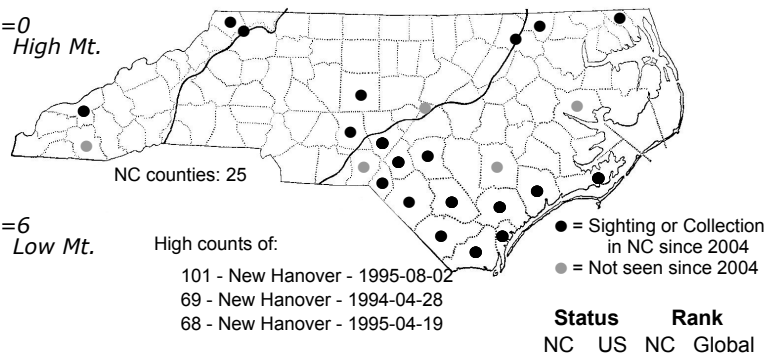 =0
High Mt.
NC counties: 25
=6
Low Mt.
High counts of:
101 - New Hanover - 1995-08-02
69 - New Hanover - 1994-04-28
68 - New Hanover - 1995-04-19
= Sighting or Collection
in NC since 2004
= Not seen since 2004
Status Rank
NC US NC Global